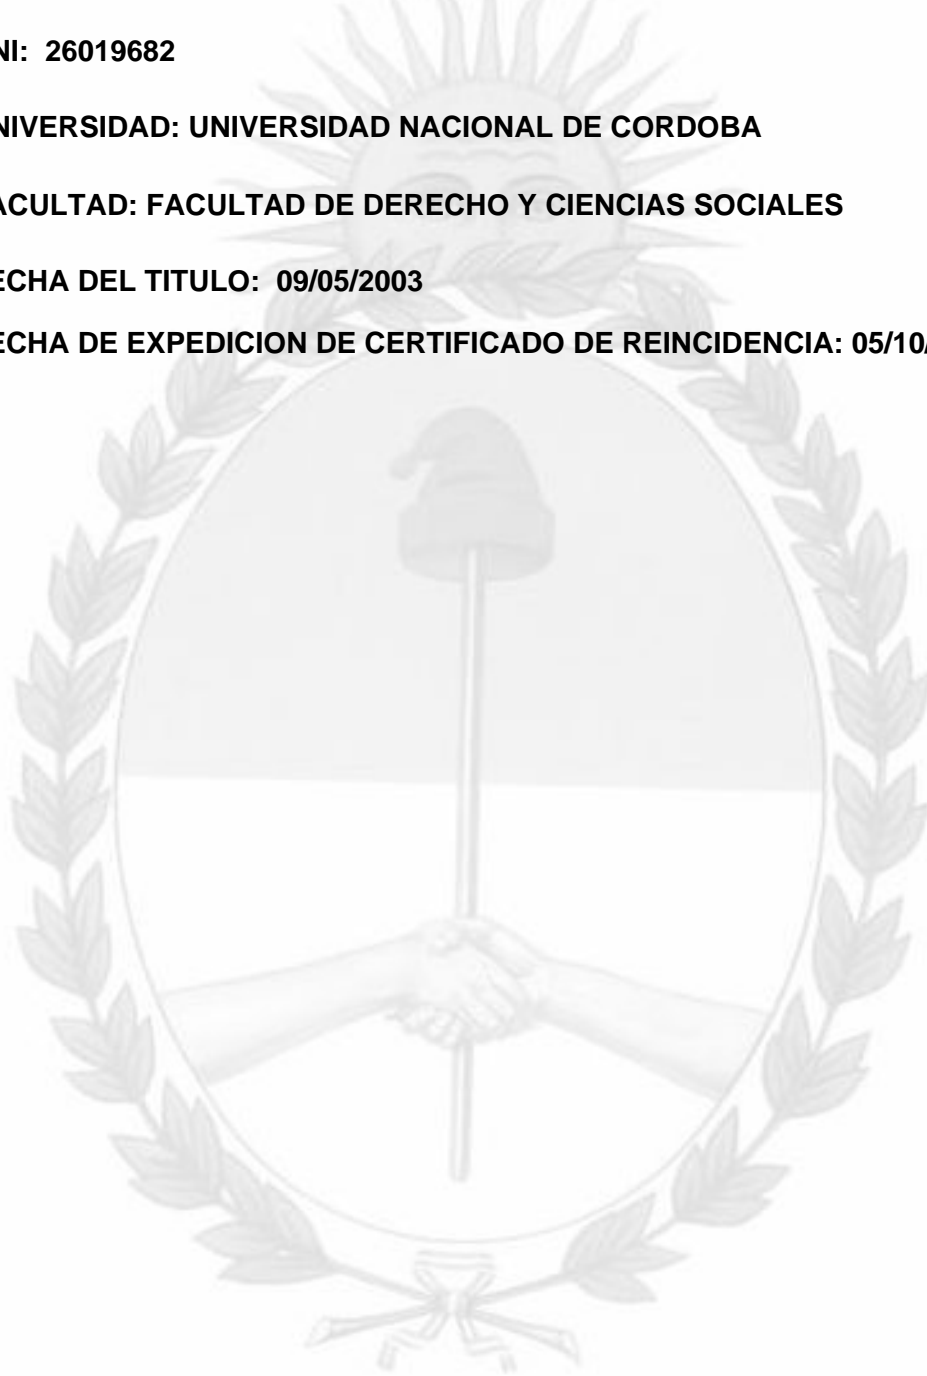 NI: 26019682
NIVERSIDAD: UNIVERSIDAD NACIONAL DE CORDOBA
ACULTAD: FACULTAD DE DERECHO Y CIENCIAS SOCIALES
ECHA DEL TITULO: 09/05/2003
ECHA DE EXPEDICION DE CERTIFICADO DE REINCIDENCIA: 05/10/